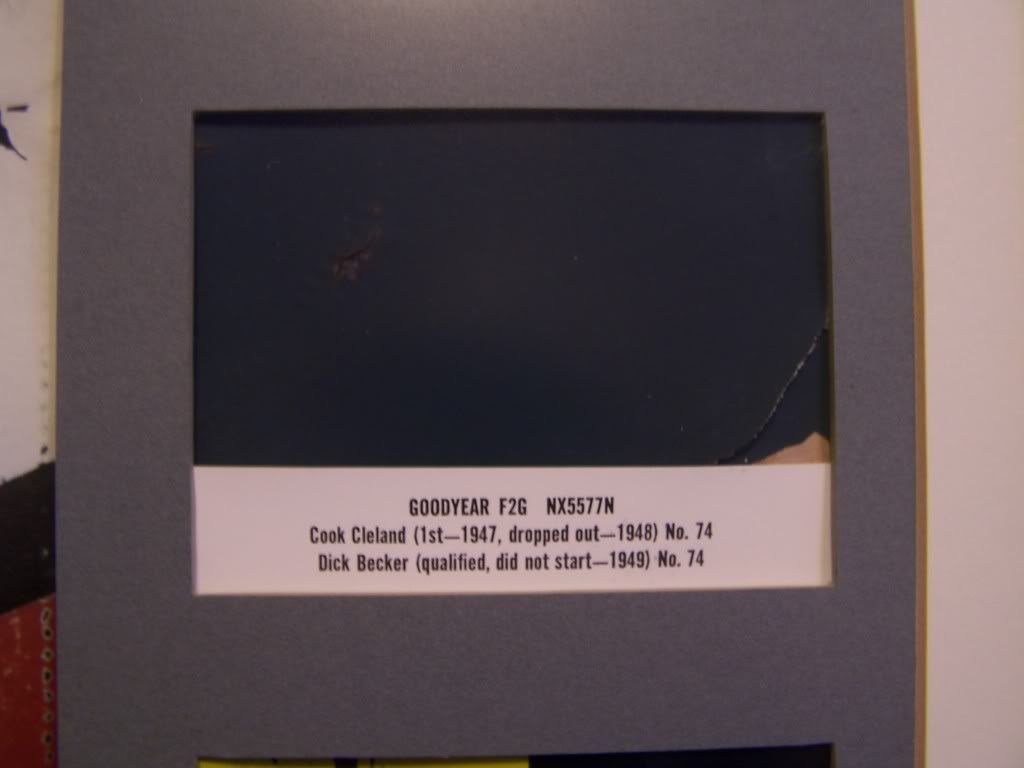 GOODYEAR F2G NX5577N
Cook Cleland (1st—1947, dropped out—1948) No. 74
Dick Becker (qualified, did not start—1949) No. 74